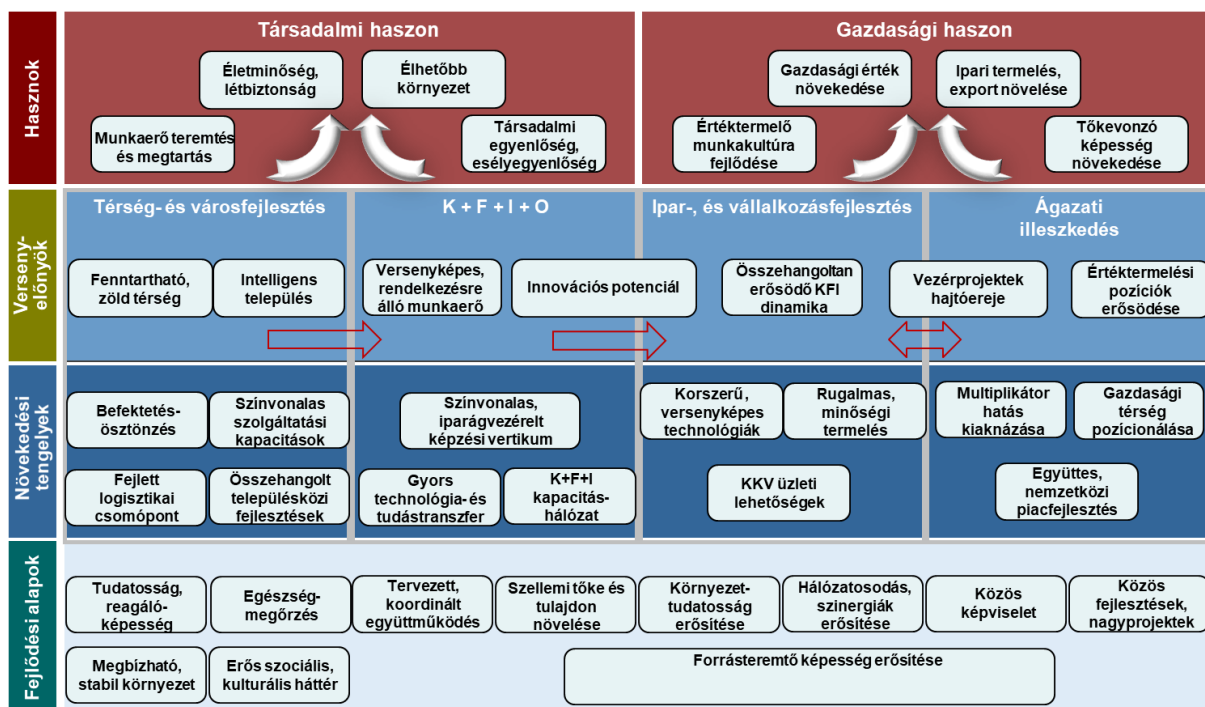 Hasznok
Társadalmi haszon
Életminőség,
létbiztonság
Élhetőbb
környezet
Munkaerő teremtés
és megtartás
Társadalmi
egyenlőség,
esélyegyenlőség
Gazdasági haszon
Gazdasági érték
növekedése
Ipari termelés,
export növelése
Értéktermelő
munkakultúra
fejlődése
Tőkevonzó
képesség
növekedése
Verseny-
előnyök
Térség- és városfejlesztés
Fenntartható,
zöld térség
Intelligens
település
K + F + I + O
Versenyképes,
rendelkezésre
álló munkaerő
Innovációs potenciál
Ipar-, és vállalkozásfejlesztés
Összehangoltan
erősödő KFI
dinamika
Ágazati
illeszkedés
Vezérprojektek
hajtóereje
Értéktermelési
pozíciók
erősödése
Növekedési
tengelyek
Befektetés-
ösztönzés
Színvonalas
szolgáltatási
kapacitások
Fejlett
logisztikai
csomópont
Összehangolt
településközi
fejlesztések
Színvonalas,
iparágvezérelt
képzési vertikum
Gyors
technológia- és
tudástranszfer
K+F+I
kapacitás-
hálózat
Korszerű,
versenyképes
technológiák
Rugalmas,
minőségi
termelés
KKV üzleti
lehetőségek
Multiplikátor
hatás
kiaknázása
Gazdasági
térség
pozícionálása
Együttes,
nemzetközi
piacfejlesztés
Fejlődési alapok
Tudatosság,
reagáló-
képesség
Egészség-
megőrzés
Tervezett,
koordinált
együttműködés
Szellemi tőke és
tulajdon
növelése
Környezet-
tudatosság
erősítése
Hálózatosodás,
szinergiák
erősítése
Közös
képviselet
Közös
fejlesztések,
nagyprojektek
Megbízható,
stabil környezet
Erős szociális,
kulturális háttér
Forrásteremtő képesség erősítése